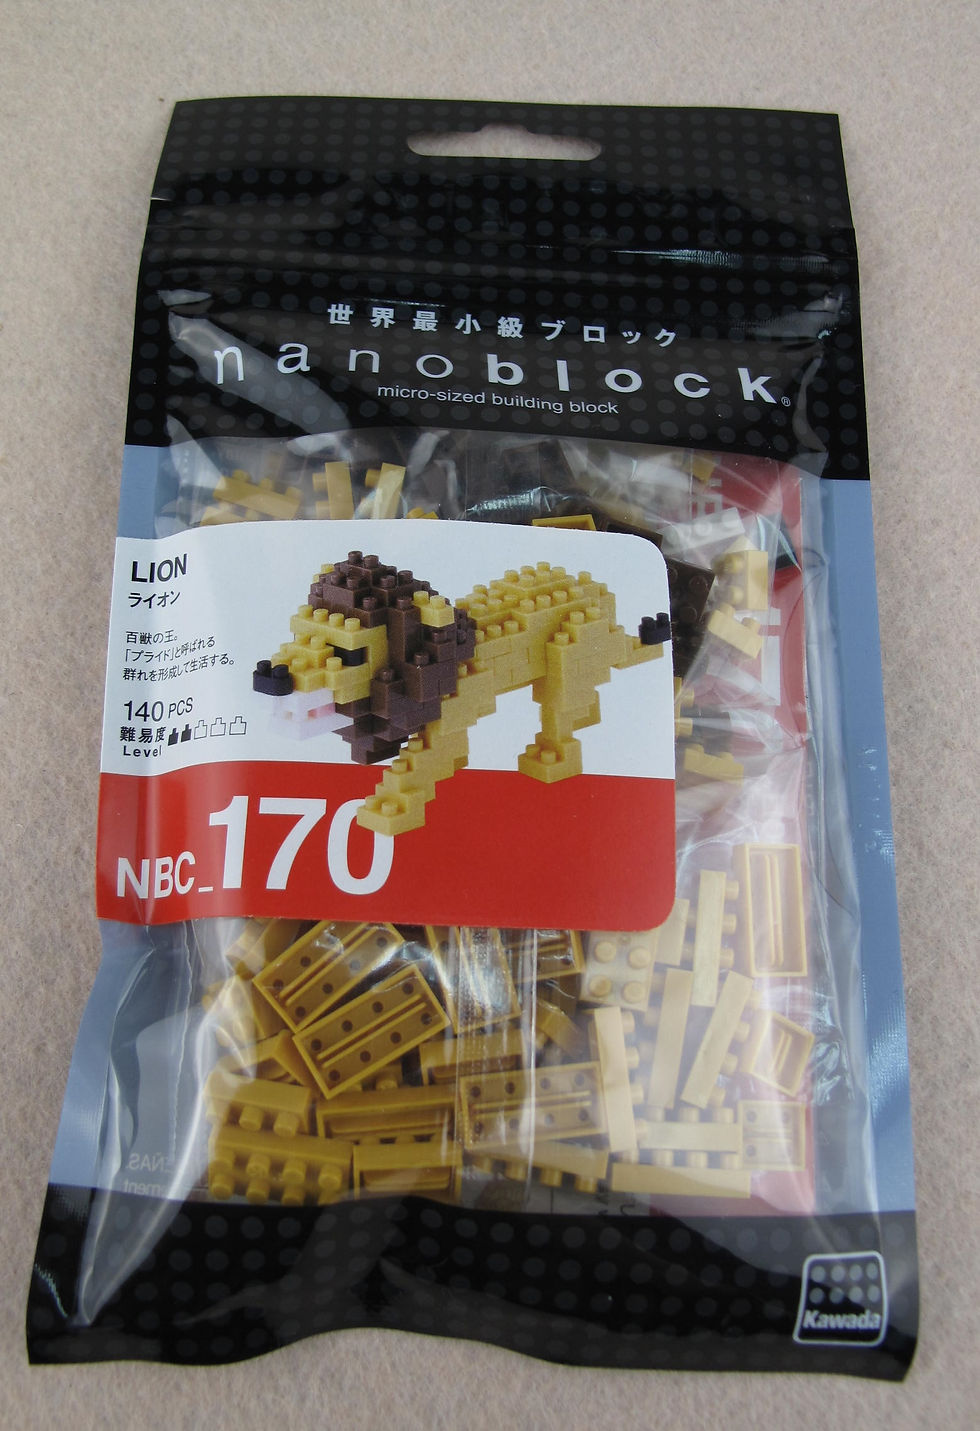 世界最小級ブロック
nanoblock®
micro-sized building block
LION
ライオン
百獣の王。
「プライド」と呼ばれる
群れを形成して生活する。
140 PCS
難易度
Level
NBC_170
Kawada